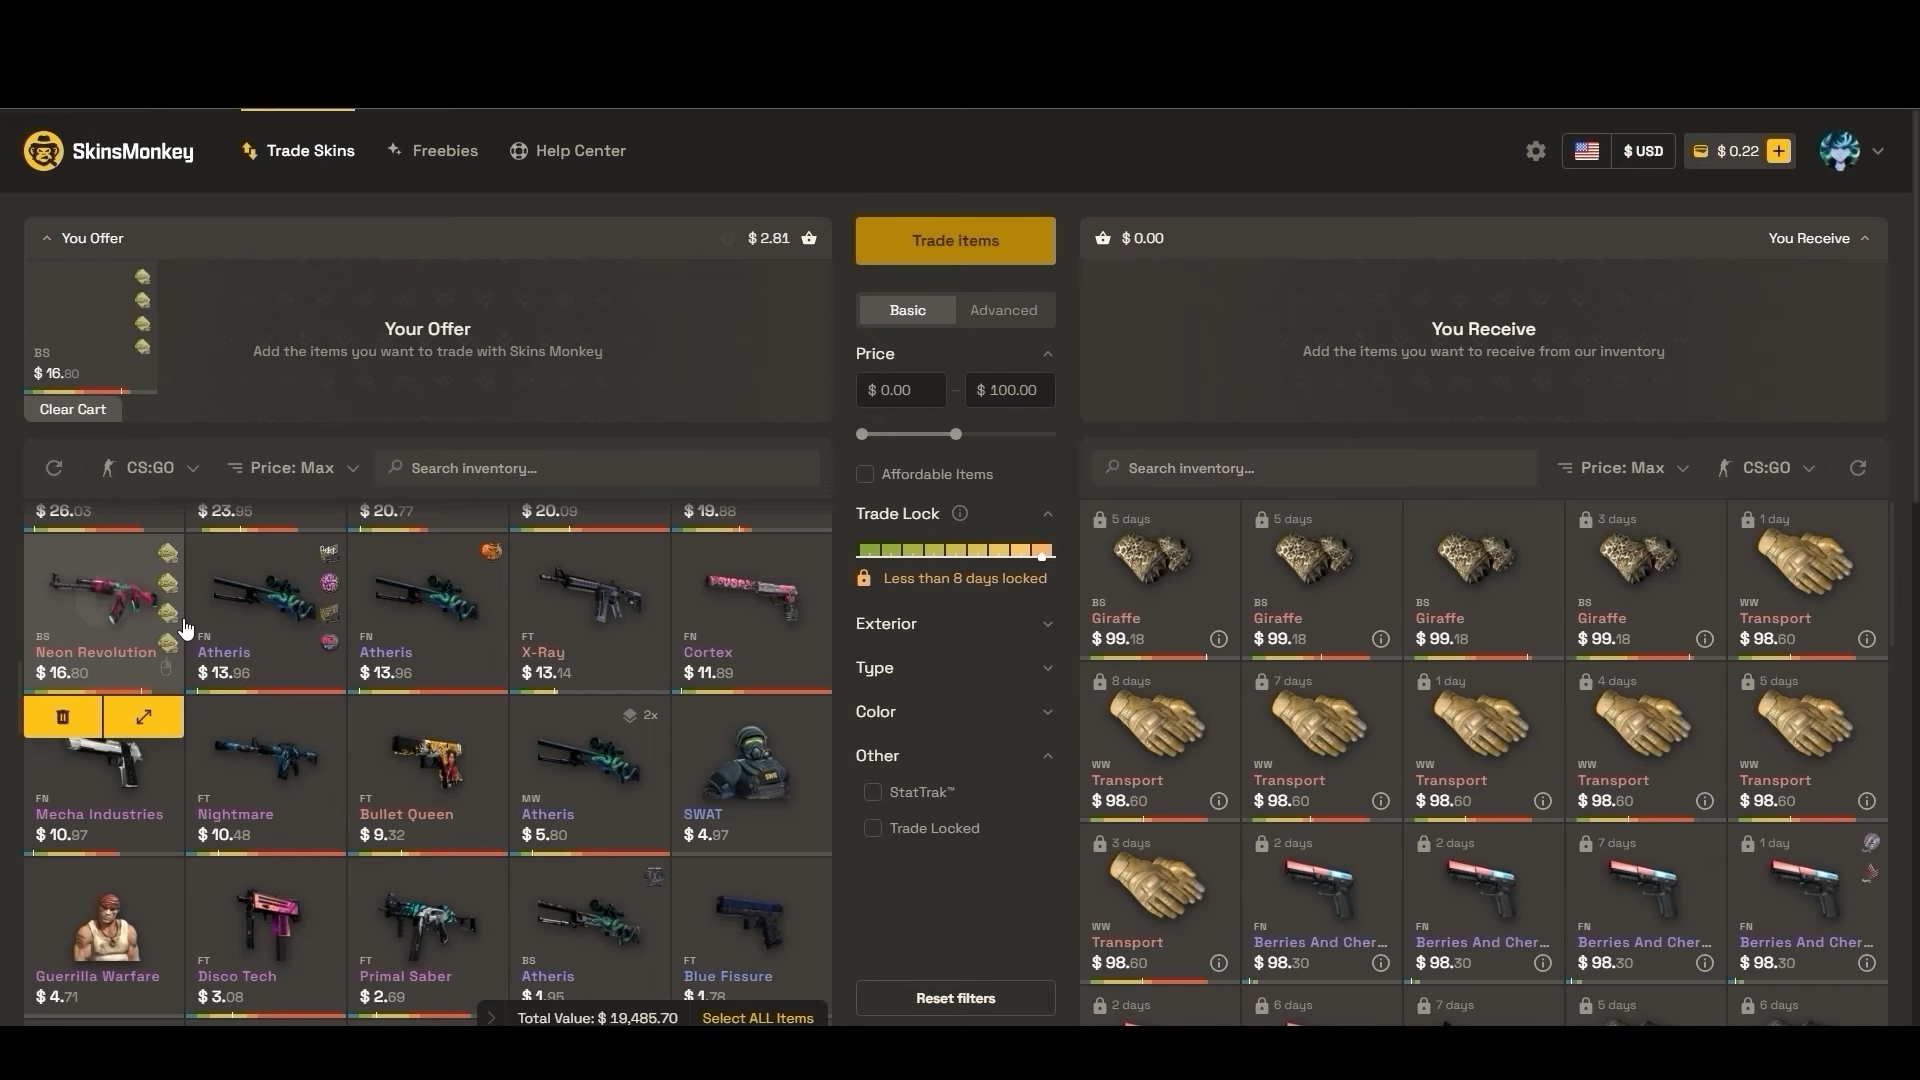 SkinsMonkey
Trade Skins
Freebies
Help Center
$ USD
$ 0.22
You Offer
$ 2.81
BS
$ 16.80
Your Offer
Add the items you want to trade with Skins Monkey
Clear Cart
Trade items
Basic
Advanced
Price
$ 0.00
-
$ 100.00
Affordable Items
Trade Lock
Less than 8 days locked
Exterior
Type
Color
Other
StatTrak™
Trade Locked
Reset filters
$ 0.00
You Receive
You Receive
Add the items you want to receive from our inventory
CS:GO
Price: Max
Search inventory...
$ 26.03
$ 23.95
$ 20.77
$ 20.09
$ 19.88
BS
Neon Revolution
$ 16.80
FN
Atheris
$ 13.96
FN
Atheris
$ 13.96
FT
X-Ray
$ 13.14
FN
Cortex
$ 11.89
FN
Mecha Industries
$ 10.97
FT
Nightmare
$ 10.48
FT
Bullet Queen
$ 9.32
2x
MW
Atheris
$ 5.80
SWAT
$ 4.97
Guerrilla Warfare
$ 4.71
FT
Disco Tech
$ 3.08
FT
Primal Saber
$ 2.69
BS
Atheris
$ 1.95
FT
Blue Fissure
$ 1.78
Total Value: $ 19,485.70
Select ALL Items
Search inventory...
Price: Max
CS:GO
5 days
BS
Giraffe
$ 99.18
5 days
BS
Giraffe
$ 99.18
BS
Giraffe
$ 99.18
3 days
BS
Giraffe
$ 99.18
1 day
WW
Transport
$ 98.60
8 days
WW
Transport
$ 98.60
7 days
WW
Transport
$ 98.60
1 day
WW
Transport
$ 98.60
4 days
WW
Transport
$ 98.60
5 days
WW
Transport
$ 98.60
3 days
WW
Transport
$ 98.60
2 days
FN
Berries And Cher...
$ 98.30
2 days
FN
Berries And Cher...
$ 98.30
7 days
FN
Berries And Cher...
$ 98.30
1 day
FN
Berries And Cher...
$ 98.30
2 days
6 days
7 days
5 days
6 days